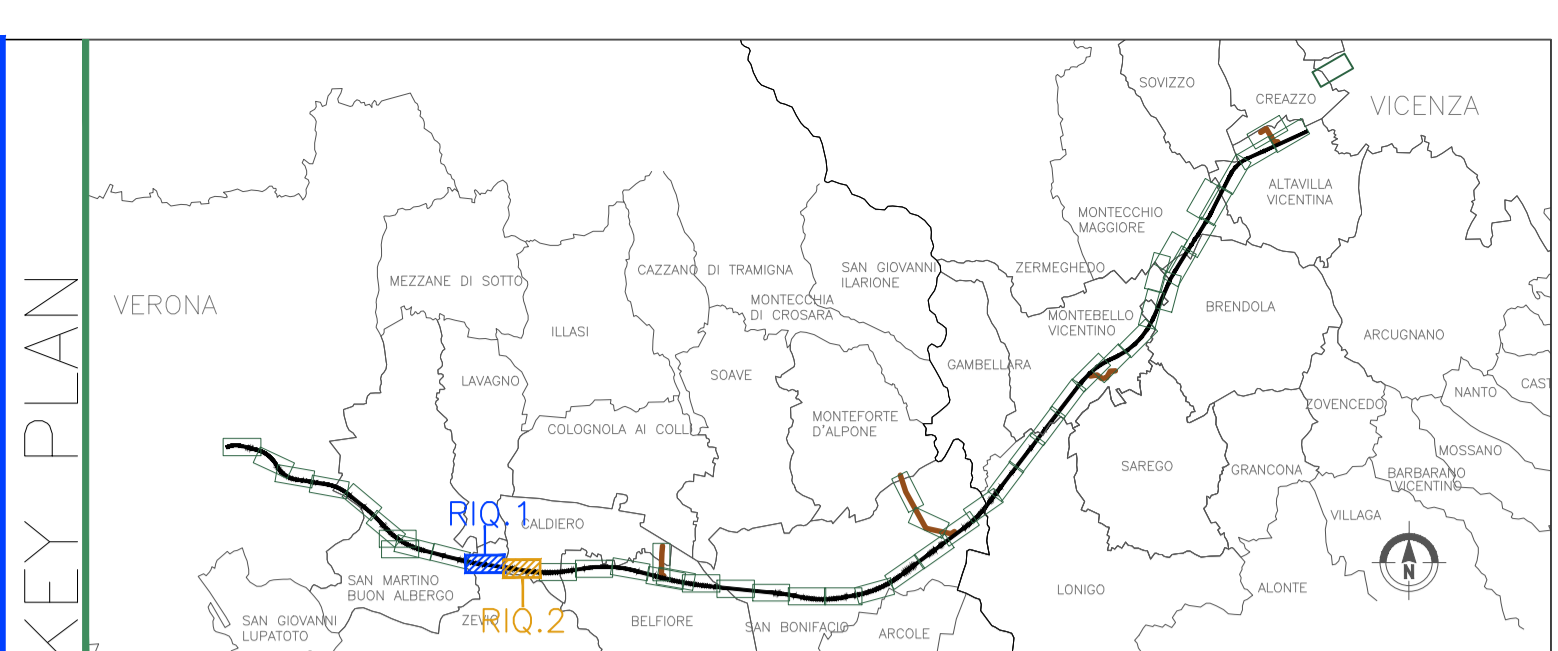 KEY PLAN
SOVIZZO
CREAZZO
VICENZA
ALTAVILLA
VICENTINA
MONTECCHIO
MAGGIORE
MEZZANE DI SOTTO
CAZZANO DI TRAMIGNA
SAN GIOVANNI
ILARIONE
ZERMEGHEDO
VERONA
MONTECCHIA
DI CROSARA
BRENDOLA
MONTEBELLO
VICENTINO
ILLASI
ARCUGNANO
GAMBELLARA
LAVAGNO
SOAVE
CAST
NANTO
ZOVENCEDO
MONTEFORTE
D'ALPONE
COLOGNOLA AI COLLI
MOSSANO
SAREGO
GRANCONA
BARBARANO
VICENTINO
RIQ.1
CALDIERO
VILLAGA
N
SAN MARTINO
BUON ALBERGO
LONIGO
ALONTE
SAN GIOVANNI
LUPATOTO
ZEVIO
RIQ.2
BELFIORE
SAN BONIFACIO
ARCOLE